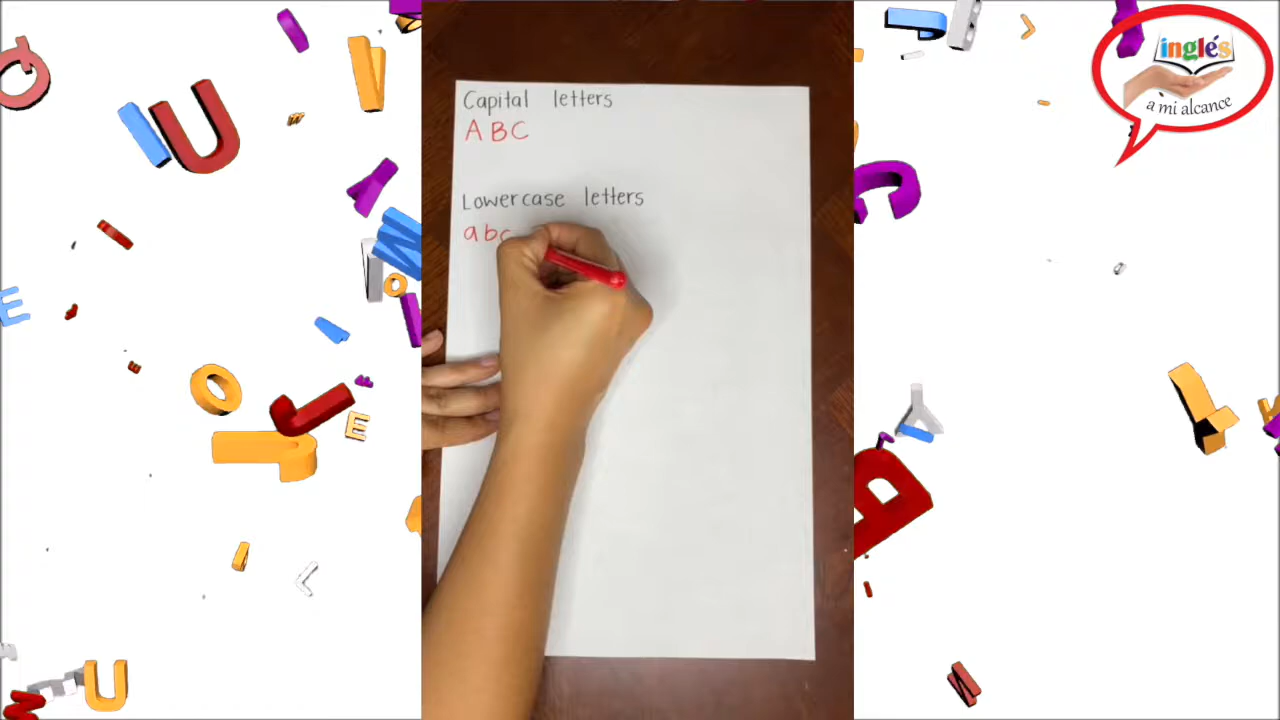 Capital letters
A B C
Lowercase letters
a b c
inglés
a mi alcance